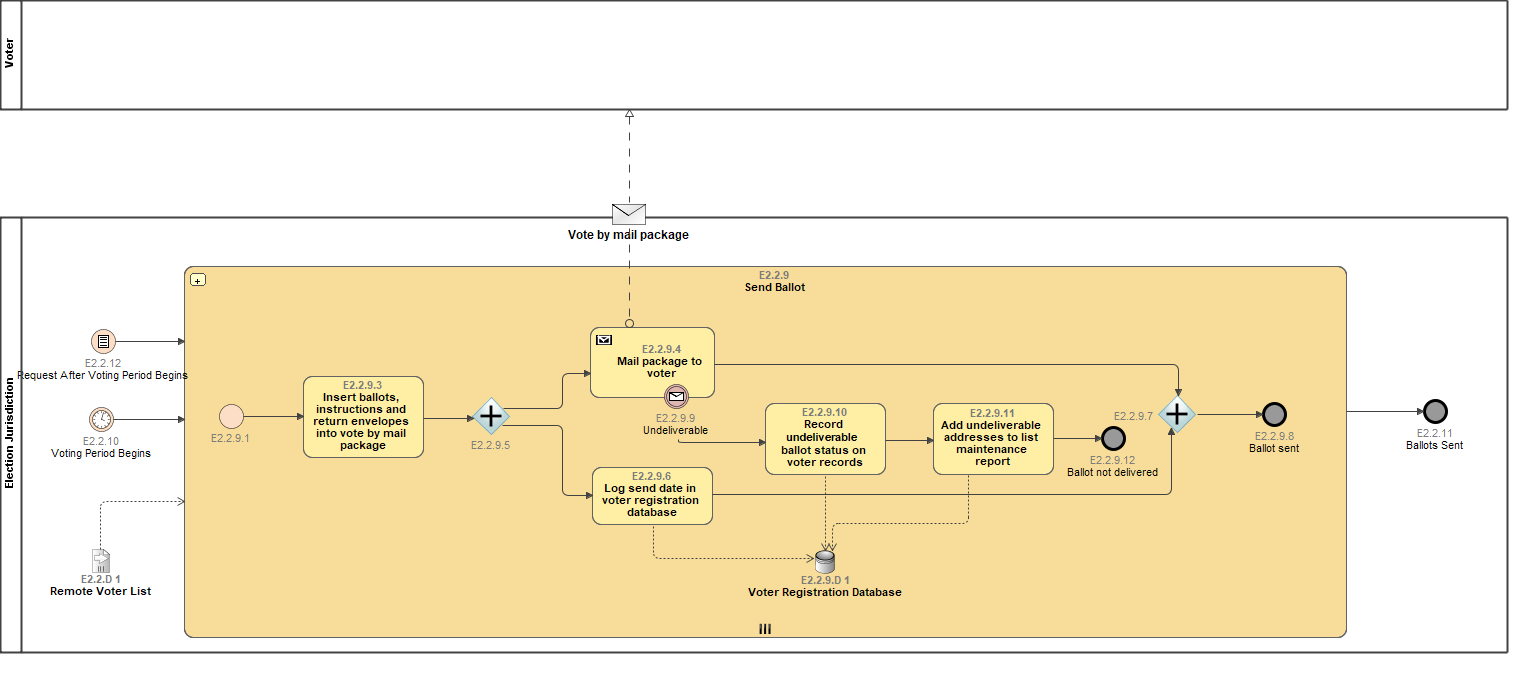 Voter
Vote by mail package
Election Jurisdiction
E2.2.9
Send Ballot
E2.2.12
Request After Voting Period Begins
E2.2.10
Voting Period Begins
E2.2.D 1
Remote Voter List
E2.2.9.1
E2.2.9.3
Insert ballots,
instructions and
return envelopes
into vote by mail
package
E2.2.9.5
E2.2.9.4
Mail package to
voter
E2.2.9.9
Undeliverable
E2.2.9.6
Log send date in
voter registration
database
E2.2.9.10
Record
undeliverable
ballot status on
voter records
E2.2.9.11
Add undeliverable
addresses to list
maintenance
report
E2.2.9.12
Ballot not delivered
E2.2.9.D 1
Voter Registration Database
E2.2.9.7
E2.2.9.8
Ballot sent
E2.2.11
Ballots Sent